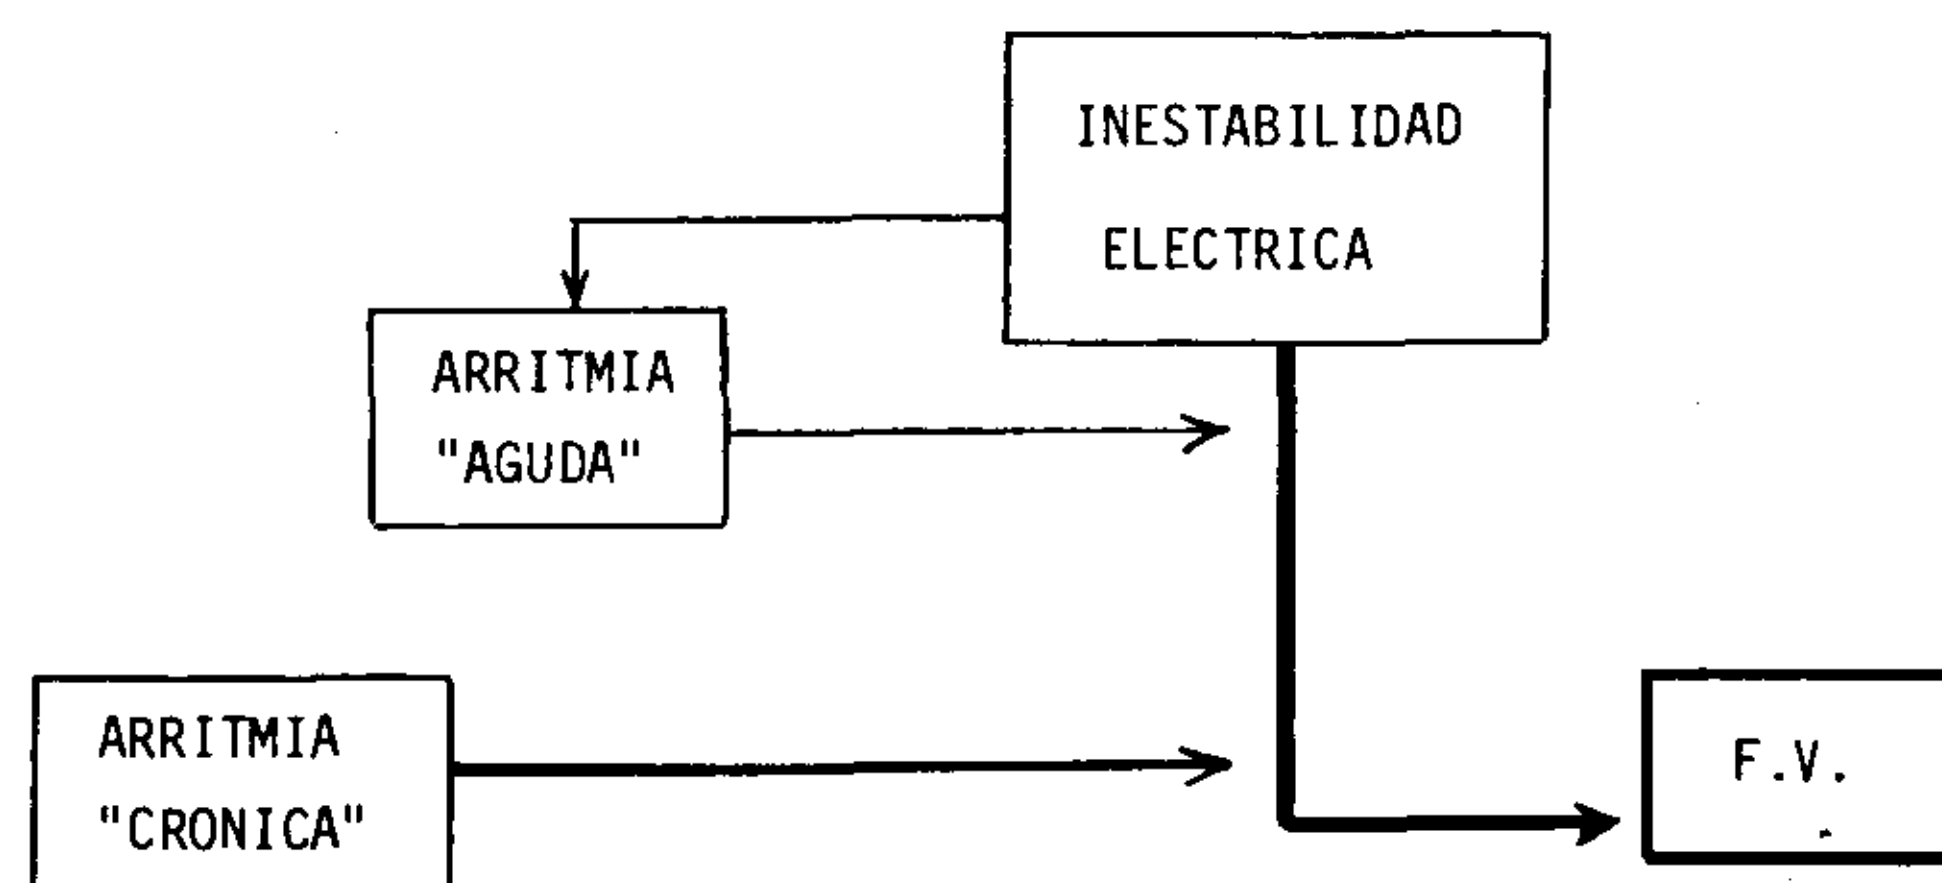 INESTABILIDAD
ELECTRICA
ARRITMIA
"AGUDA"
ARRITMIA
"CRONICA"
F.V.